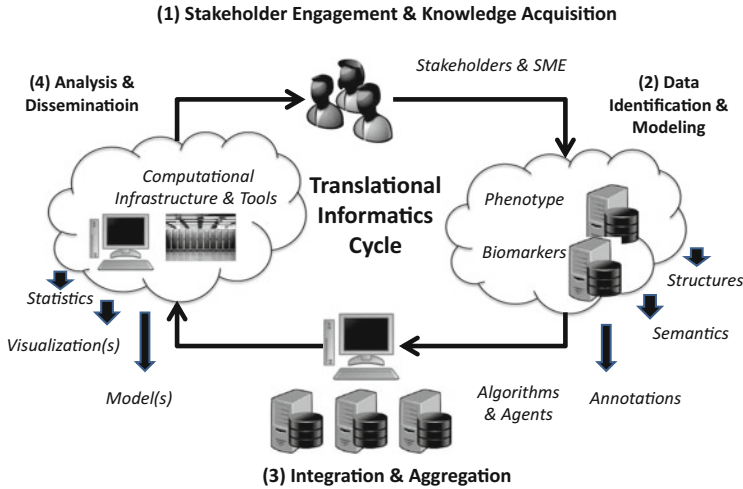 (1) Stakeholder Engagement & Knowledge Acquisition
Stakeholders & SME
(4) Analysis &
Disseminatioin
(2) Data
Identification &
Modeling
Computational
Infrastructure & Tools
Translational
Informatics
Cycle
Phenotype
Biomarkers
Structures
Semantics
Annotations
Statistics
Visualization(s)
Model(s)
Algorithms
& Agents
(3) Integration & Aggregation